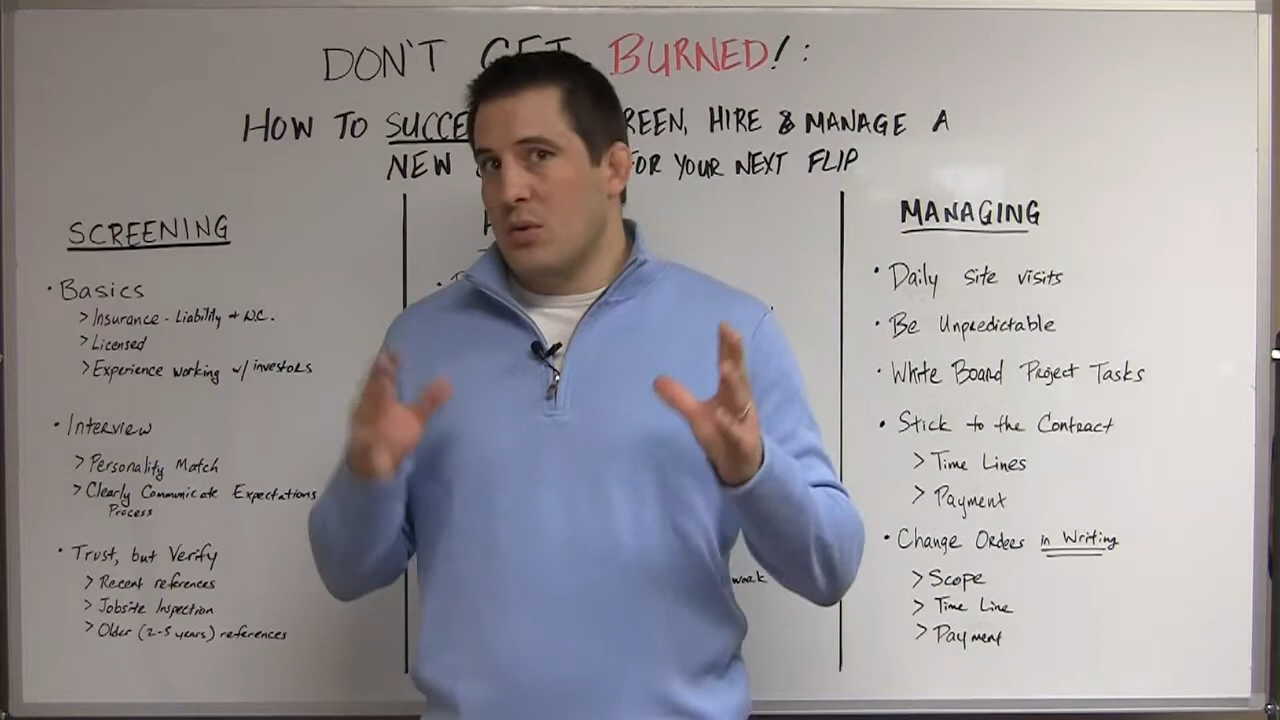 DON'T GET BURNED!:
HOW TO SUCCE REEN, HIRE & MANAGE A
NEW FOR YOUR NEXT FLIP
SCREENING
• Basics
> Insurance - Liability + W.C.
> Licensed
> Experience working w/ investors
• Interview
> Personality Match
> Clearly Communicate Expectations
Process
• Trust, but Verify
> Recent references
> Jobsite Inspection
> Older (2-5 years) references
work
MANAGING
• Daily site visits
• Be Unpredictable
• White Board Project Tasks
• Stick to the Contract
> Time Lines
> Payment
• Change Orders in Writing
> Scope
> Time Line
> Payment